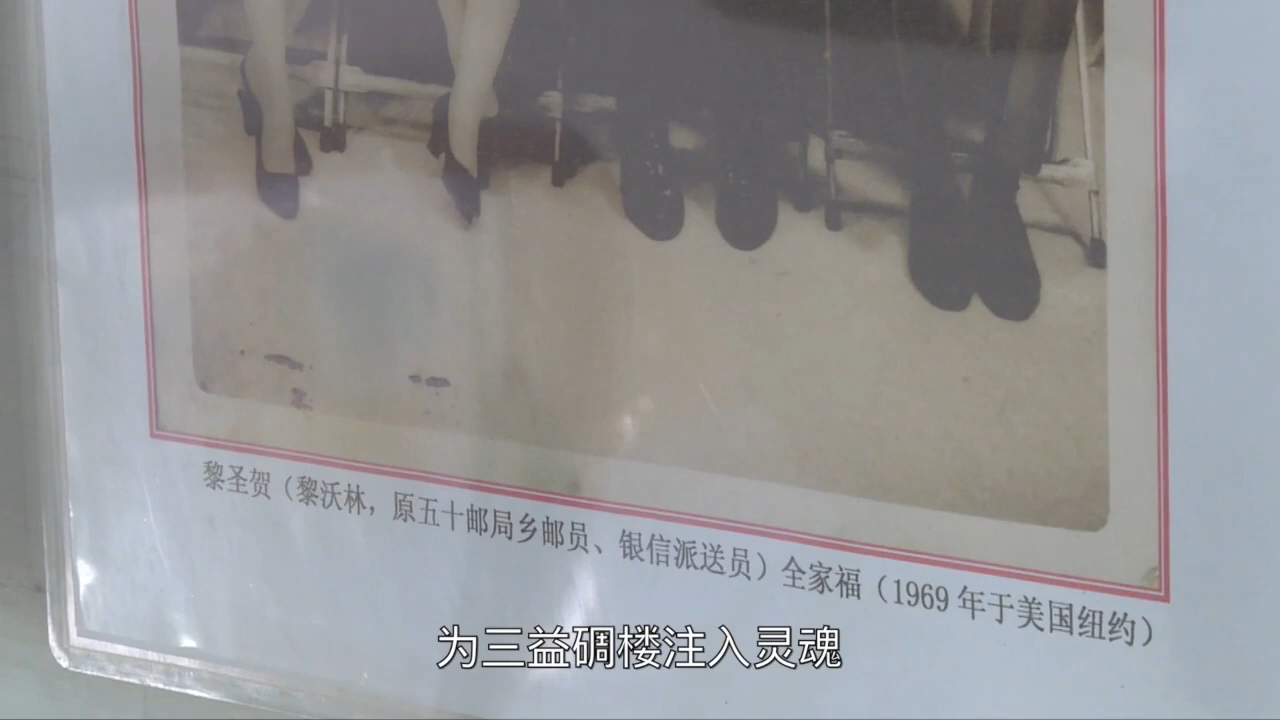 黎圣贺（黎沃林，原五十邮局乡邮员、银信派送员）全家福（1969 年于美国纽约）
为三益碉楼注入灵魂